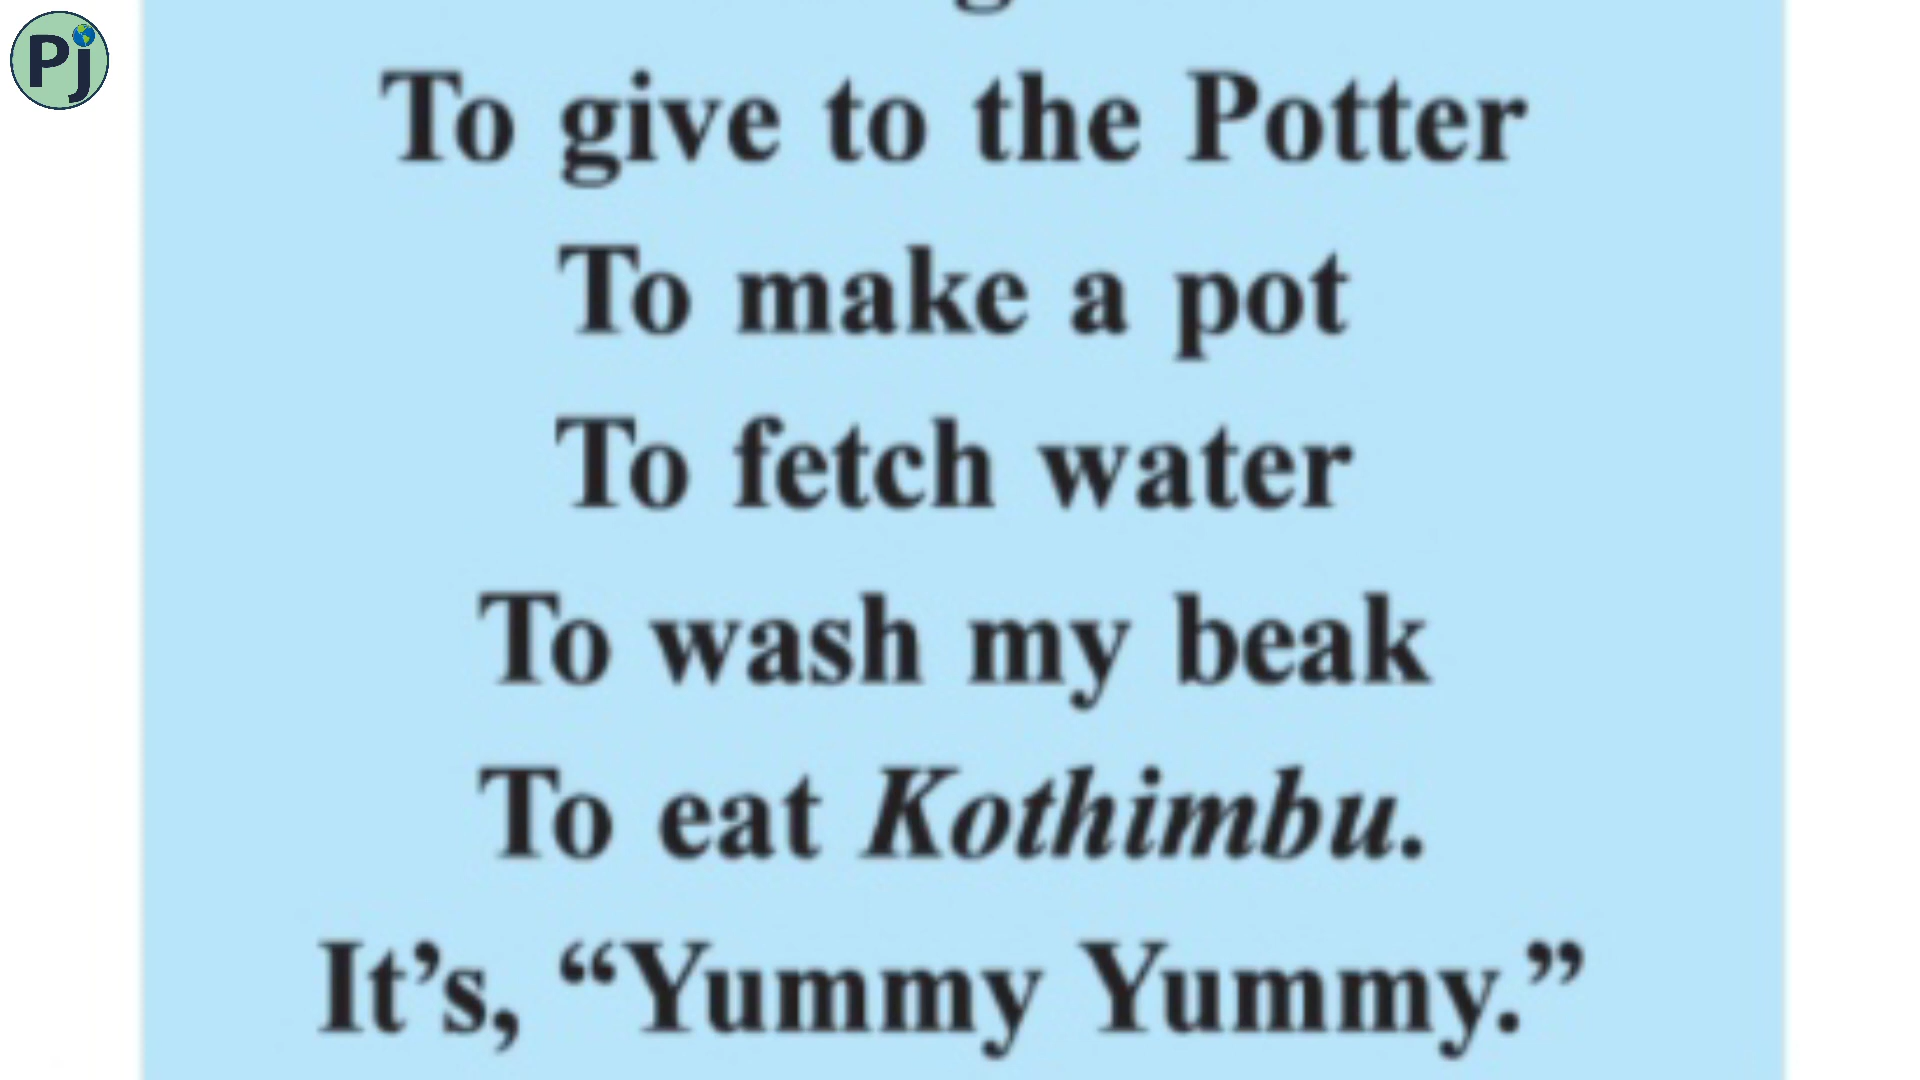 Pj
To give to the Potter
To make a pot
To fetch water
To wash my beak
To eat Kothimbu.
It’s, “Yummy Yummy.”